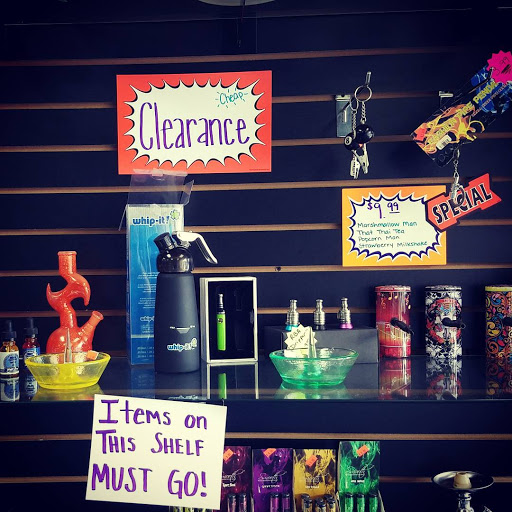 Cheap
Clearance
whip-it!
$9.99
Marshmallow Man
That Thai Tea
Popcorn Man
Strawberry Milkshake
SPECIAL
whip-it!
Items on
This Shelf
Must Go!